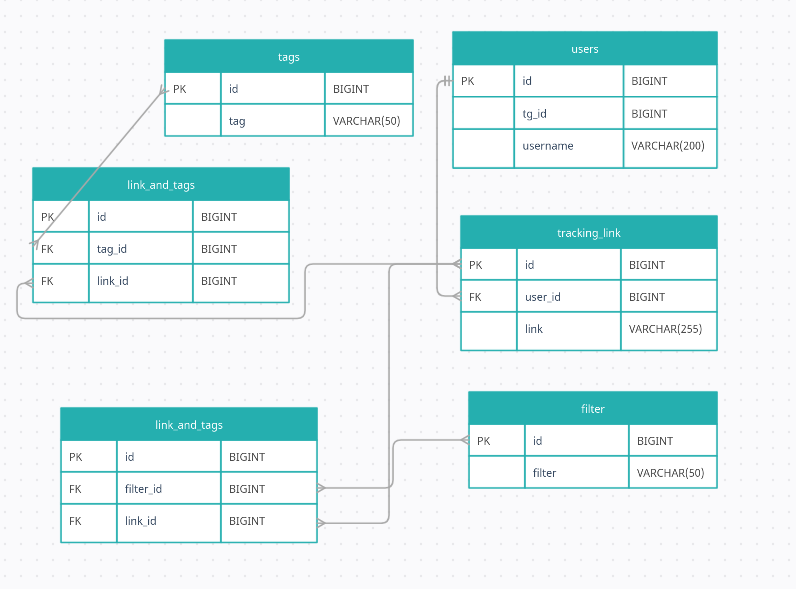 tags
PK id BIGINT
tag VARCHAR(50)
users
PK id BIGINT
tg_id BIGINT
username VARCHAR(200)
link_and_tags
PK id BIGINT
FK tag_id BIGINT
FK link_id BIGINT
tracking_link
PK id BIGINT
FK user_id BIGINT
link VARCHAR(255)
link_and_tags
PK id BIGINT
FK filter_id BIGINT
FK link_id BIGINT
filter
PK id BIGINT
filter VARCHAR(50)